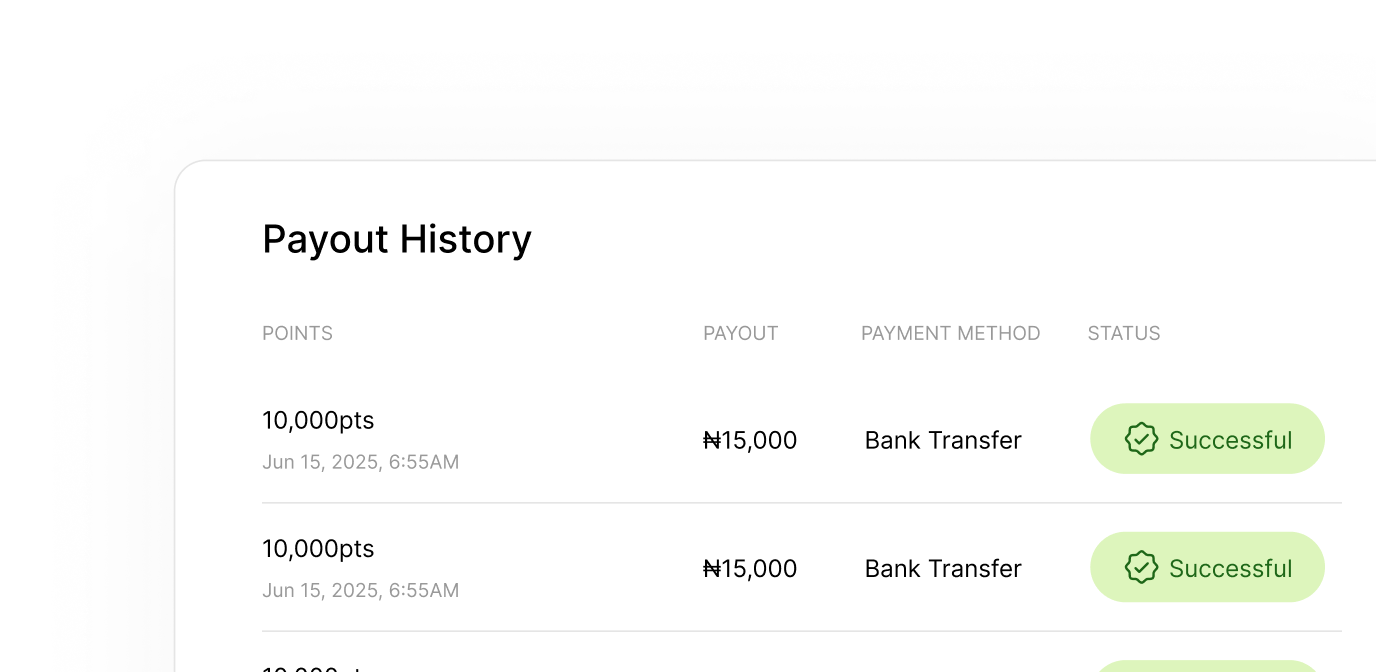 Payout History
POINTS PAYOUT PAYMENT METHOD STATUS
10,000pts
₦15,000 Bank Transfer Successful
Jun 15, 2025, 6:55AM
10,000pts
₦15,000 Bank Transfer Successful
Jun 15, 2025, 6:55AM